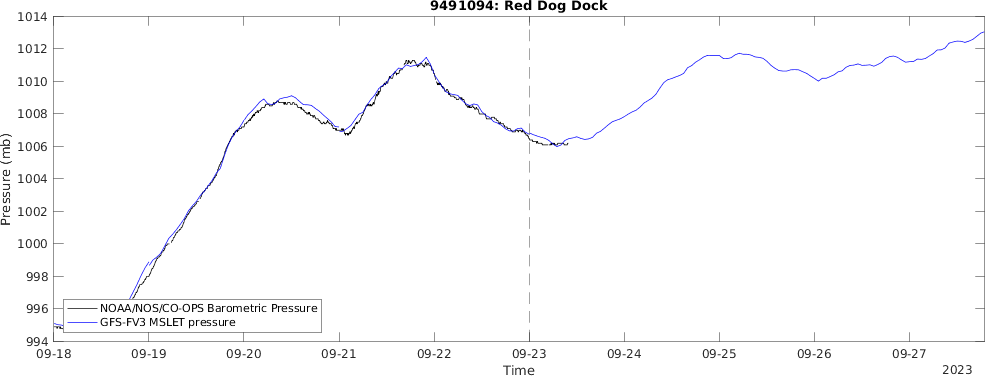 9491094: Red Dog Dock
1014
1012
1010
1008
1006
1004
1002
1000
998
996
994
Pressure (mb)
NOAA/NOS/CO-OPS Barometric Pressure
GFS-FV3 MSLET pressure
09-18 09-19 09-20 09-21 09-22 09-23 09-24 09-25 09-26 09-27
Time
2023